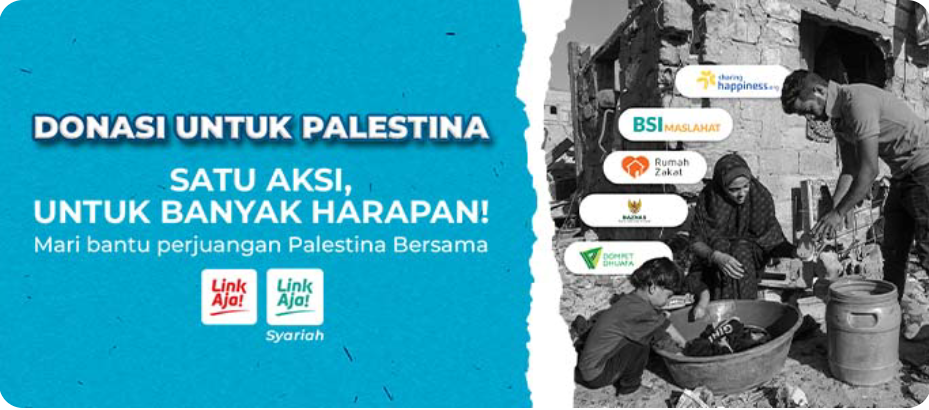 DONASI UNTUK PALESTINA
SATU AKSI,
UNTUK BANYAK HARAPAN!
Mari bantu perjuangan Palestina Bersama
Link
Aja!
Link
Aja!
Syariah
sharing
happiness.org
BSI MASLAHAT
Rumah
Zakat
BAZNAS
DOMPET
DHUAFA